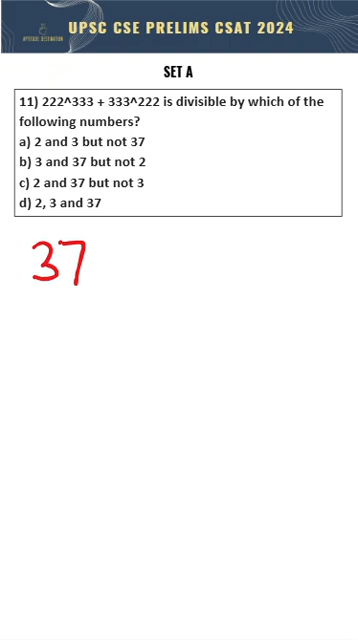 UPSC CSE PRELIMS CSAT 2024
APTITUDE DESTINATION
SET A
11) 222^333 + 333^222 is divisible by which of the
following numbers?
a) 2 and 3 but not 37
b) 3 and 37 but not 2
c) 2 and 37 but not 3
d) 2, 3 and 37
37